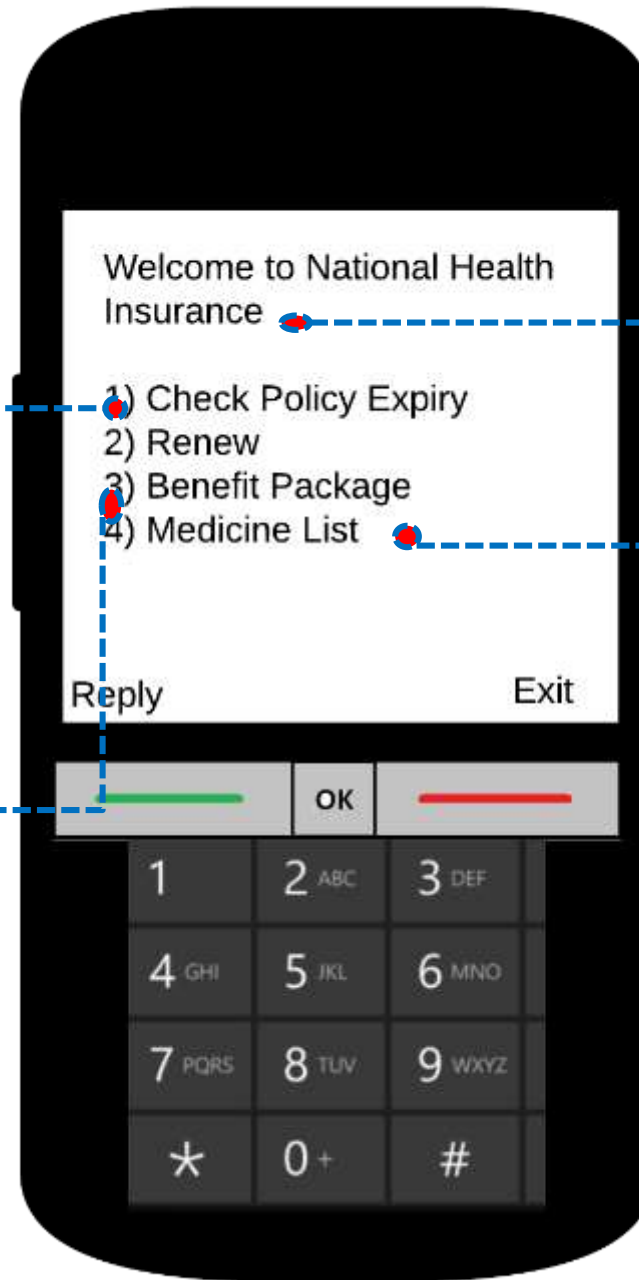 Welcome to National Health
Insurance
1) Check Policy Expiry
2) Renew
3) Benefit Package
4) Medicine List
Reply Exit
OK
1 2 ABC 3 DEF
4 GHI 5 JKL 6 MNO
7 PQRS 8 TUV 9 WXYZ
* 0 + #